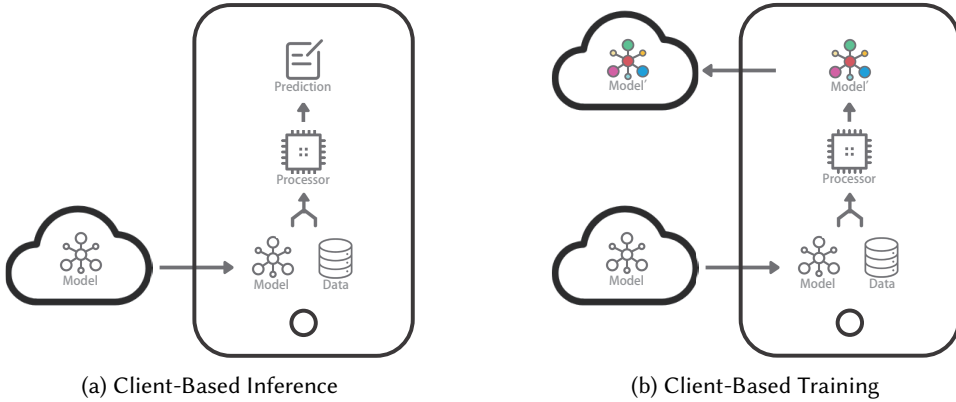 Prediction
Processor
Model
Model
Data
(a) Client-Based Inference
Model′
Model′
Processor
Model
Model
Data
(b) Client-Based Training